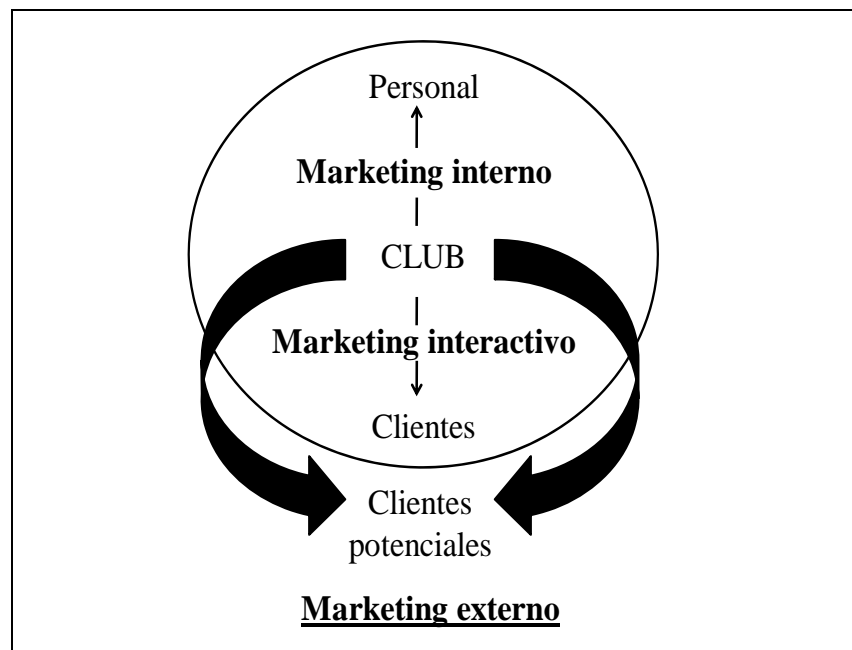 Personal
Marketing interno
CLUB
Marketing interactivo
Clientes
Clientes
potenciales
Marketing externo